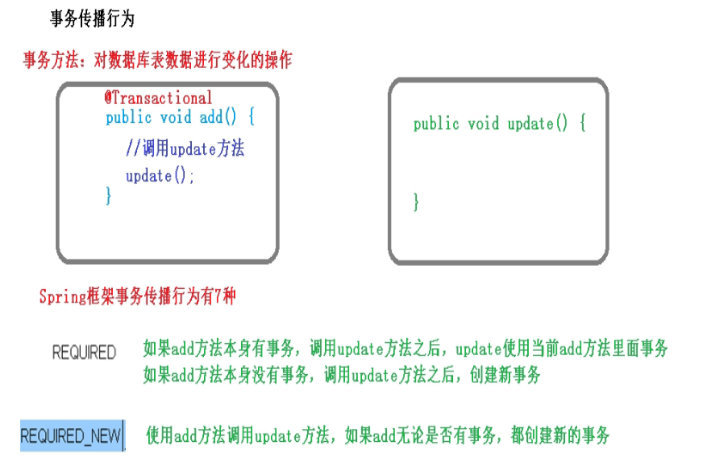 事务传播行为
事务方法：对数据库表数据进行变化的操作
@Transactional
public void add() {
//调用update方法
update();
}
public void update() {
}
Spring框架事务传播行为有7种
REQUIRED 如果add方法本身有事务，调用update方法之后，update使用当前add方法里面事务
如果add方法本身没有事务，调用update方法之后，创建新事务
REQUIRED_NEW 使用add方法调用update方法，如果add无论是否有事务，都创建新的事务